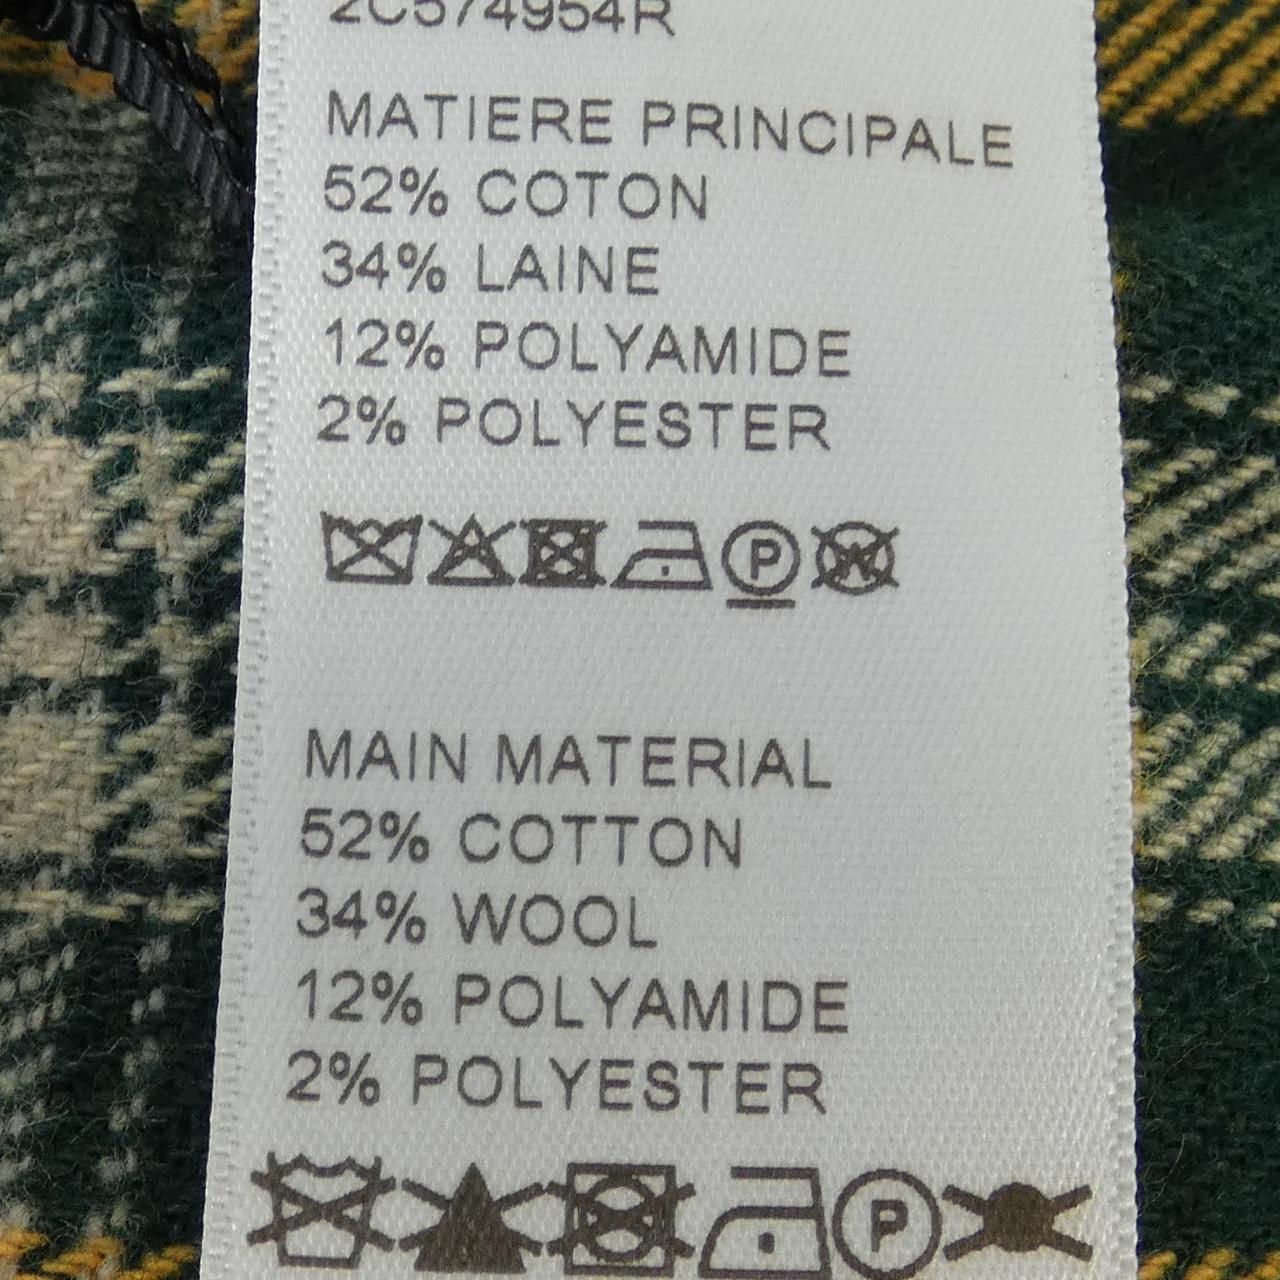 2C574954R
MATIERE PRINCIPALE
52% COTON
34% LAINE
12% POLYAMIDE
2% POLYESTER
P W
MAIN MATERIAL
52% COTTON
34% WOOL
12% POLYAMIDE
2% POLYESTER
P